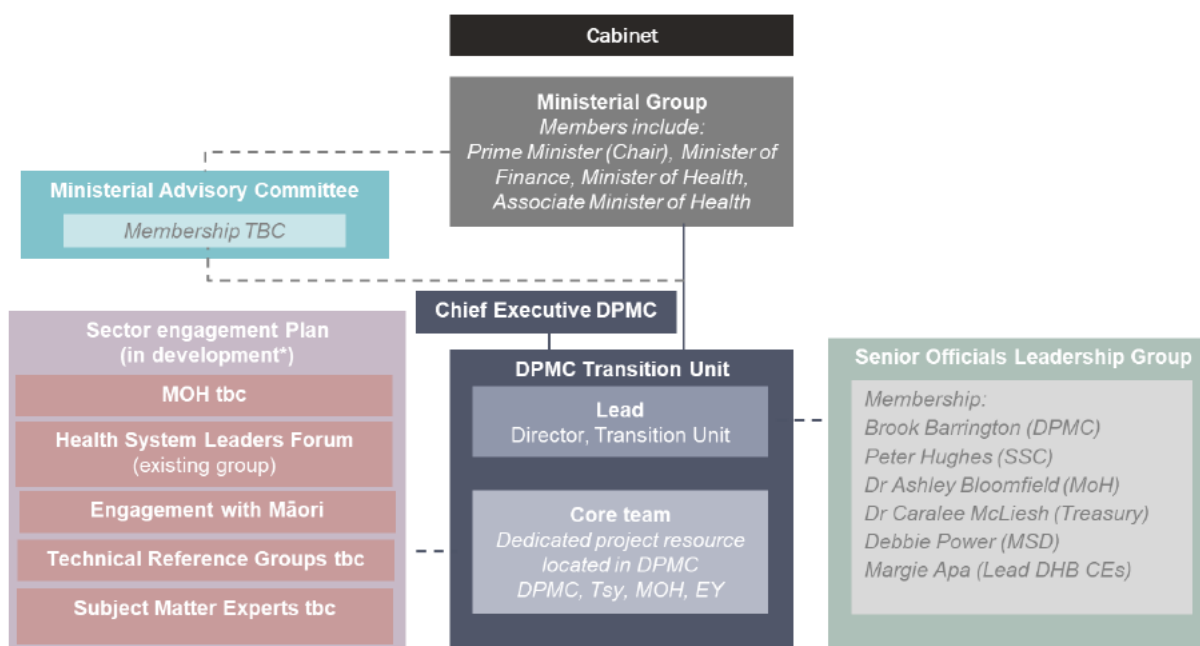 Cabinet
Ministerial Group
Members include:
Prime Minister (Chair), Minister of
Finance, Minister of Health,
Associate Minister of Health
Ministerial Advisory Committee
Membership TBC
Chief Executive DPMC
Sector engagement Plan
(in development*)
MOH tbc
Health System Leaders Forum
(existing group)
Engagement with Māori
Technical Reference Groups tbc
Subject Matter Experts tbc
DPMC Transition Unit
Lead
Director, Transition Unit
Core team
Dedicated project resource
located in DPMC
DPMC, Tsy, MOH, EY
Senior Officials Leadership Group
Membership:
Brook Barrington (DPMC)
Peter Hughes (SSC)
Dr Ashley Bloomfield (MoH)
Dr Caralee McLiesh (Treasury)
Debbie Power (MSD)
Margie Apa (Lead DHB CEs)